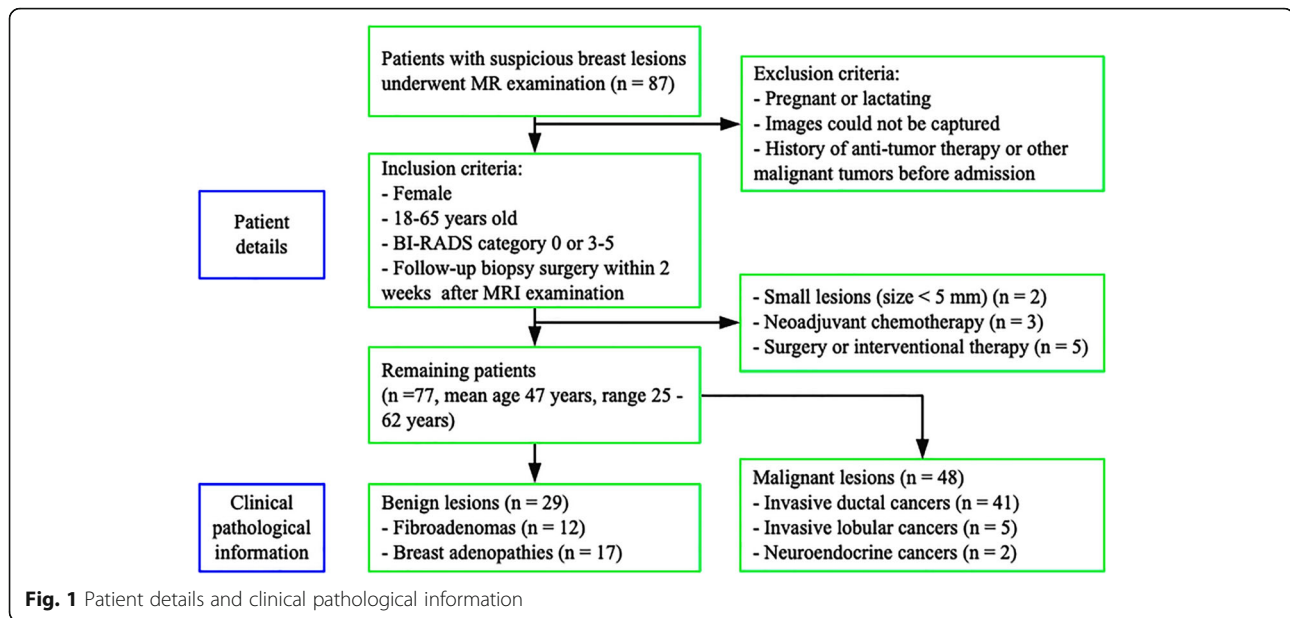 Patients with suspicious breast lesions
underwent MR examination (n = 87)
Exclusion criteria:
- Pregnant or lactating
- Images could not be captured
- History of anti-tumor therapy or other
malignant tumors before admission
Patient
details
Inclusion criteria:
- Female
- 18-65 years old
- BI-RADS category 0 or 3-5
- Follow-up biopsy surgery within 2
weeks after MRI examination
- Small lesions (size < 5 mm) (n = 2)
- Neoadjuvant chemotherapy (n = 3)
- Surgery or interventional therapy (n = 5)
Remaining patients
(n =77, mean age 47 years, range 25 -
62 years)
Clinical
pathological
information
Benign lesions (n = 29)
- Fibroadenomas (n = 12)
- Breast adenopathies (n = 17)
Malignant lesions (n = 48)
- Invasive ductal cancers (n = 41)
- Invasive lobular cancers (n = 5)
- Neuroendocrine cancers (n = 2)
Fig. 1 Patient details and clinical pathological information